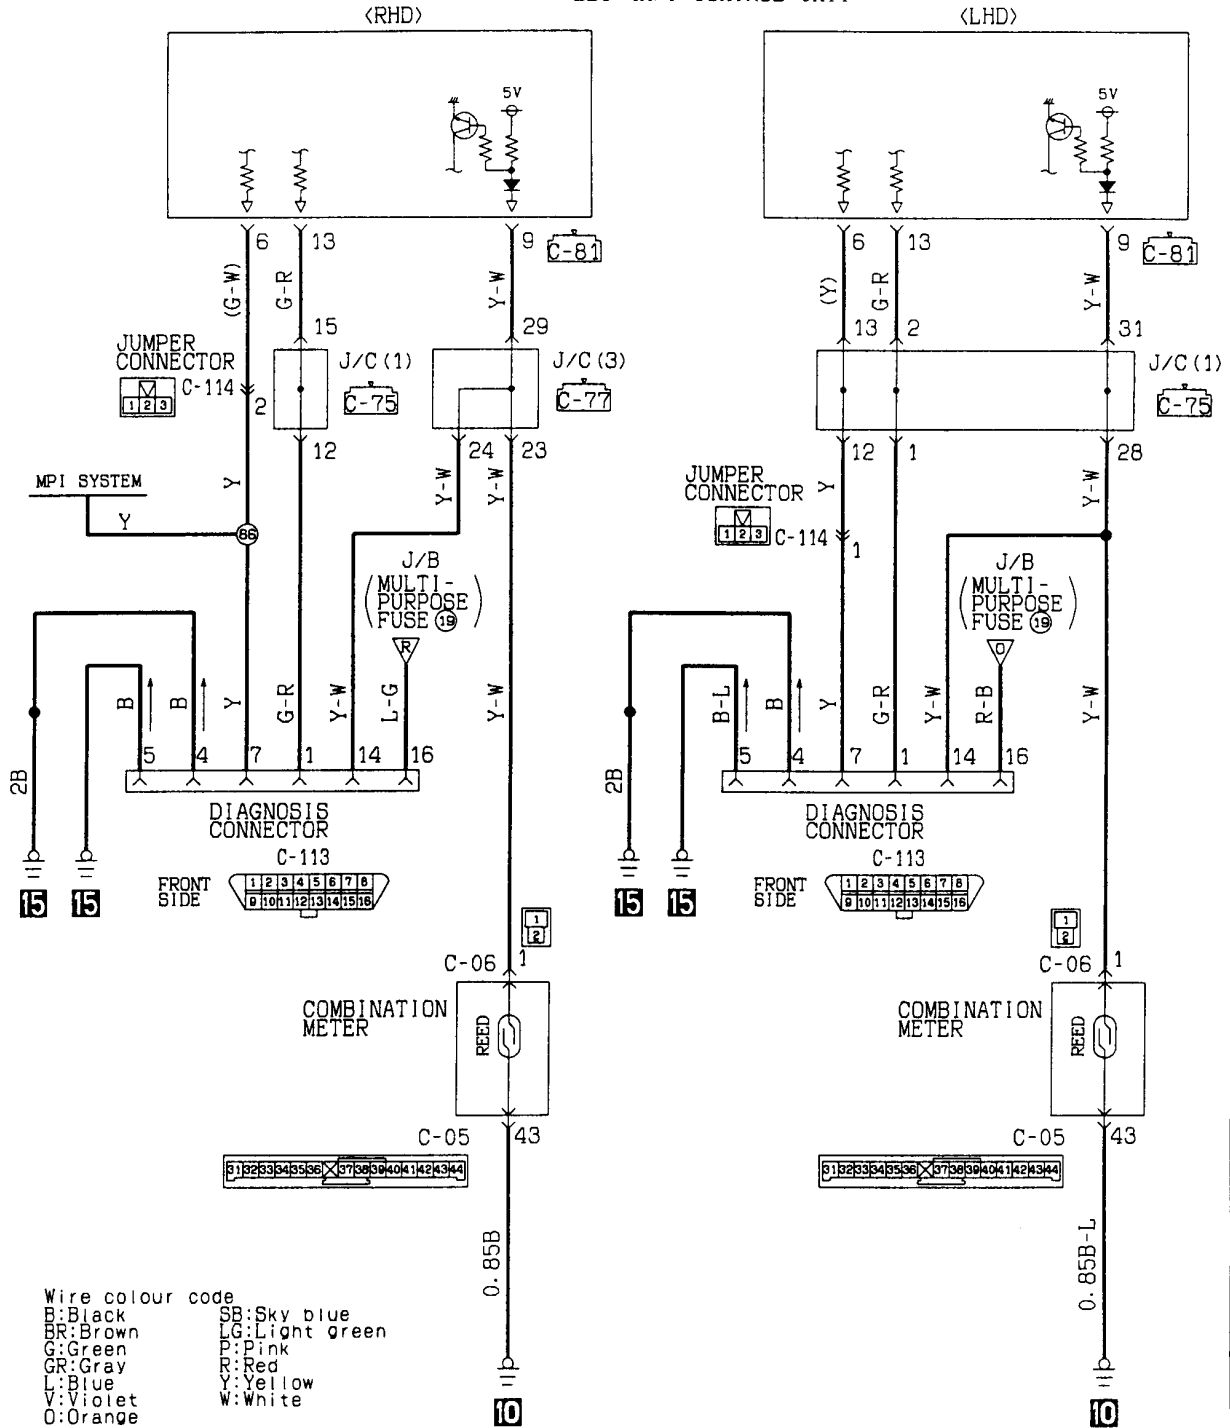 <RHD>
<LHD>
5V
5V
6
13
9
C-81
6
13
9
C-81
(G-W)
G-R
Y-W
(Y)
G-R
Y-W
15
29
13
2
31
JUMPER
CONNECTOR
C-114
1 2 3
2
J/C(1)
C-75
J/C(3)
C-77
J/C(1)
C-75
12
24
23
12
1
28
MPI SYSTEM
Y
Y
86
Y-W
Y-W
JUMPER
CONNECTOR
C-114
1 2 3
1
Y
Y-W
J/B
(MULTI-
PURPOSE
FUSE 19)
R
J/B
(MULTI-
PURPOSE
FUSE 19)
O
B
B
Y
G-R
Y-W
L-G
Y-W
B-L
B
Y
G-R
Y-W
R-B
Y-W
5
4
7
1
14
16
5
4
7
1
14
16
2B
2B
DIAGNOSIS
CONNECTOR
C-113
DIAGNOSIS
CONNECTOR
C-113
15
15
FRONT
SIDE
1 2 3 4 5 6 7 8
9 10 11 12 13 14 15 16
15
15
FRONT
SIDE
1 2 3 4 5 6 7 8
9 10 11 12 13 14 15 16
1
2
C-06
1
1
2
C-06
1
COMBINATION
METER
REED
COMBINATION
METER
REED
C-05
43
C-05
43
31 32 33 34 35 36 37 38 39 40 41 42 43 44
31 32 33 34 35 36 37 38 39 40 41 42 43 44
0.85B
0.85B-L
Wire colour code
B:Black SB:Sky blue
BR:Brown LG:Light green
G:Green P:Pink
GR:Gray R:Red
L:Blue Y:Yellow
V:Violet W:White
O:Orange
10
10